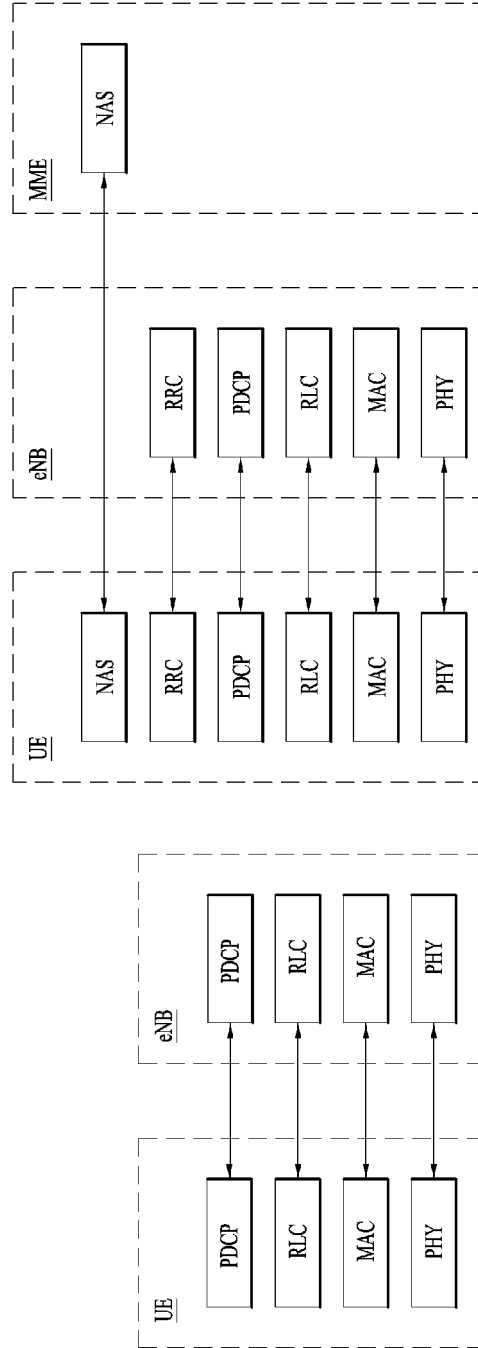 UE
eNB
PDCP
PDCP
RLC
RLC
MAC
MAC
PHY
PHY
UE
eNB
MME
NAS
NAS
RRC
RRC
PDCP
PDCP
RLC
RLC
MAC
MAC
PHY
PHY